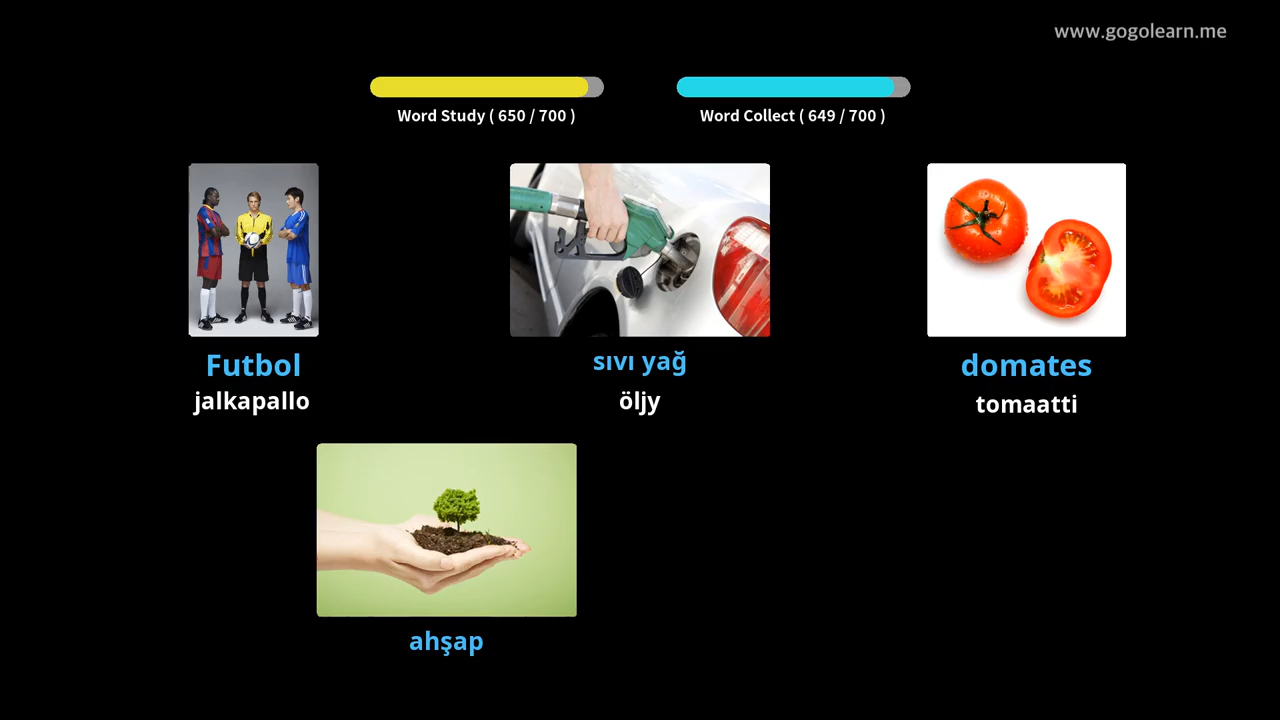 www.gogolearn.me
Word Study ( 650 / 700 )
Word Collect ( 649 / 700 )
Futbol
jalkapallo
sıvı yağ
öljy
domates
tomaatti
ahşap